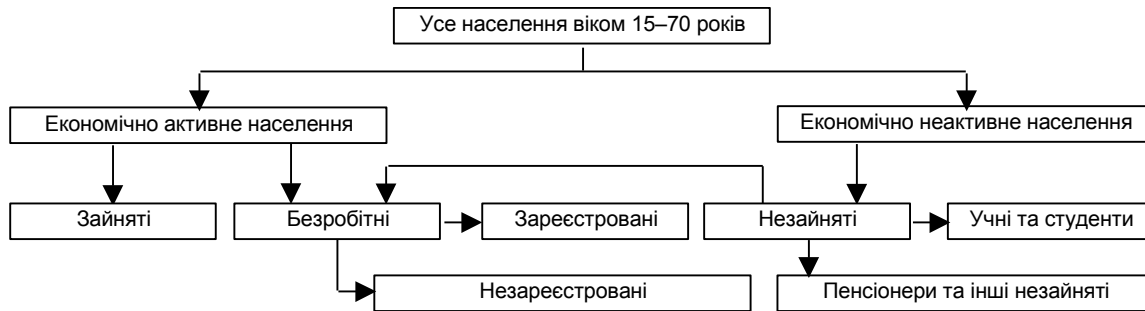 Усе населення віком 15–70 років
Економічно активне населення
Економічно неактивне населення
Зайняті
Безробітні
Зареєстровані
Незайняті
Учні та студенти
Незареєстровані
Пенсіонери та інші незайняті